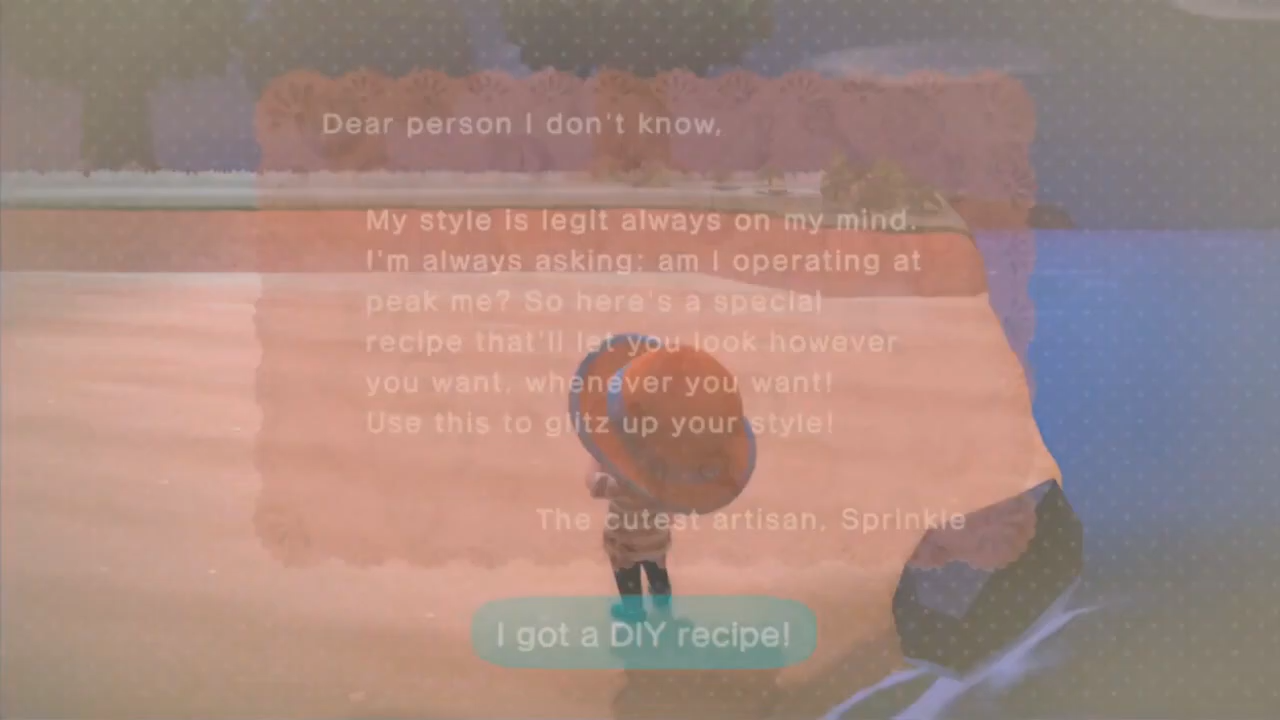 Dear person I don't know,
My style is legit always on my mind.
I'm always asking: am I operating at
peak me? So here's a special
recipe that'll let you look however
you want, whenever you want!
Use this to glitz up your style!
The cutest artisan, Sprinkle
I got a DIY recipe!